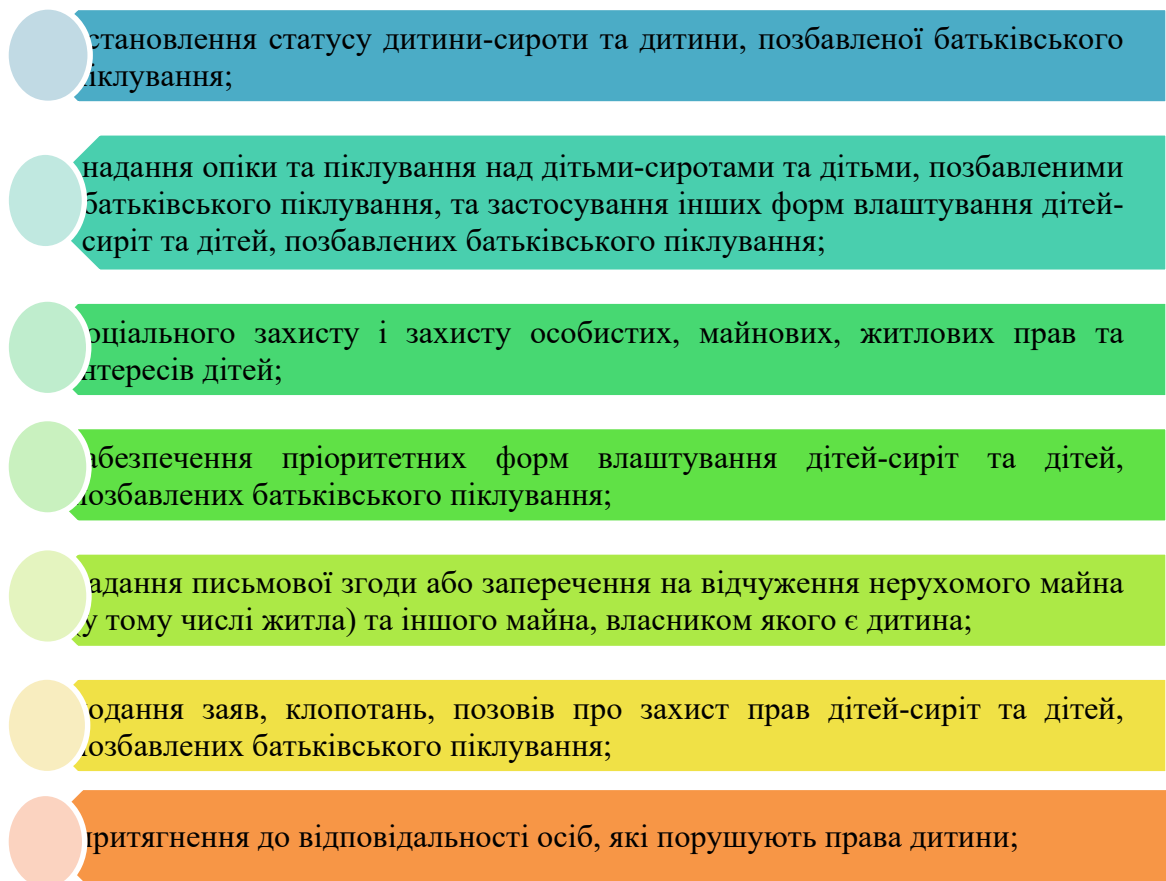 становлення статусу дитини-сироти та дитини, позбавленої батьківського
іклування;
надання опіки та піклування над дітьми-сиротами та дітьми, позбавленими
батьківського піклування, та застосування інших форм влаштування дітей-
сиріт та дітей, позбавлених батьківського піклування;
оціального захисту і захисту особистих, майнових, житлових прав та
нтересів дітей;
абезпечення пріоритетних форм влаштування дітей-сиріт та дітей,
озбавлених батьківського піклування;
адання письмової згоди або заперечення на відчуження нерухомого майна
(у тому числі житла) та іншого майна, власником якого є дитина;
одання заяв, клопотань, позовів про захист прав дітей-сиріт та дітей,
озбавлених батьківського піклування;
притягнення до відповідальності осіб, які порушують права дитини;